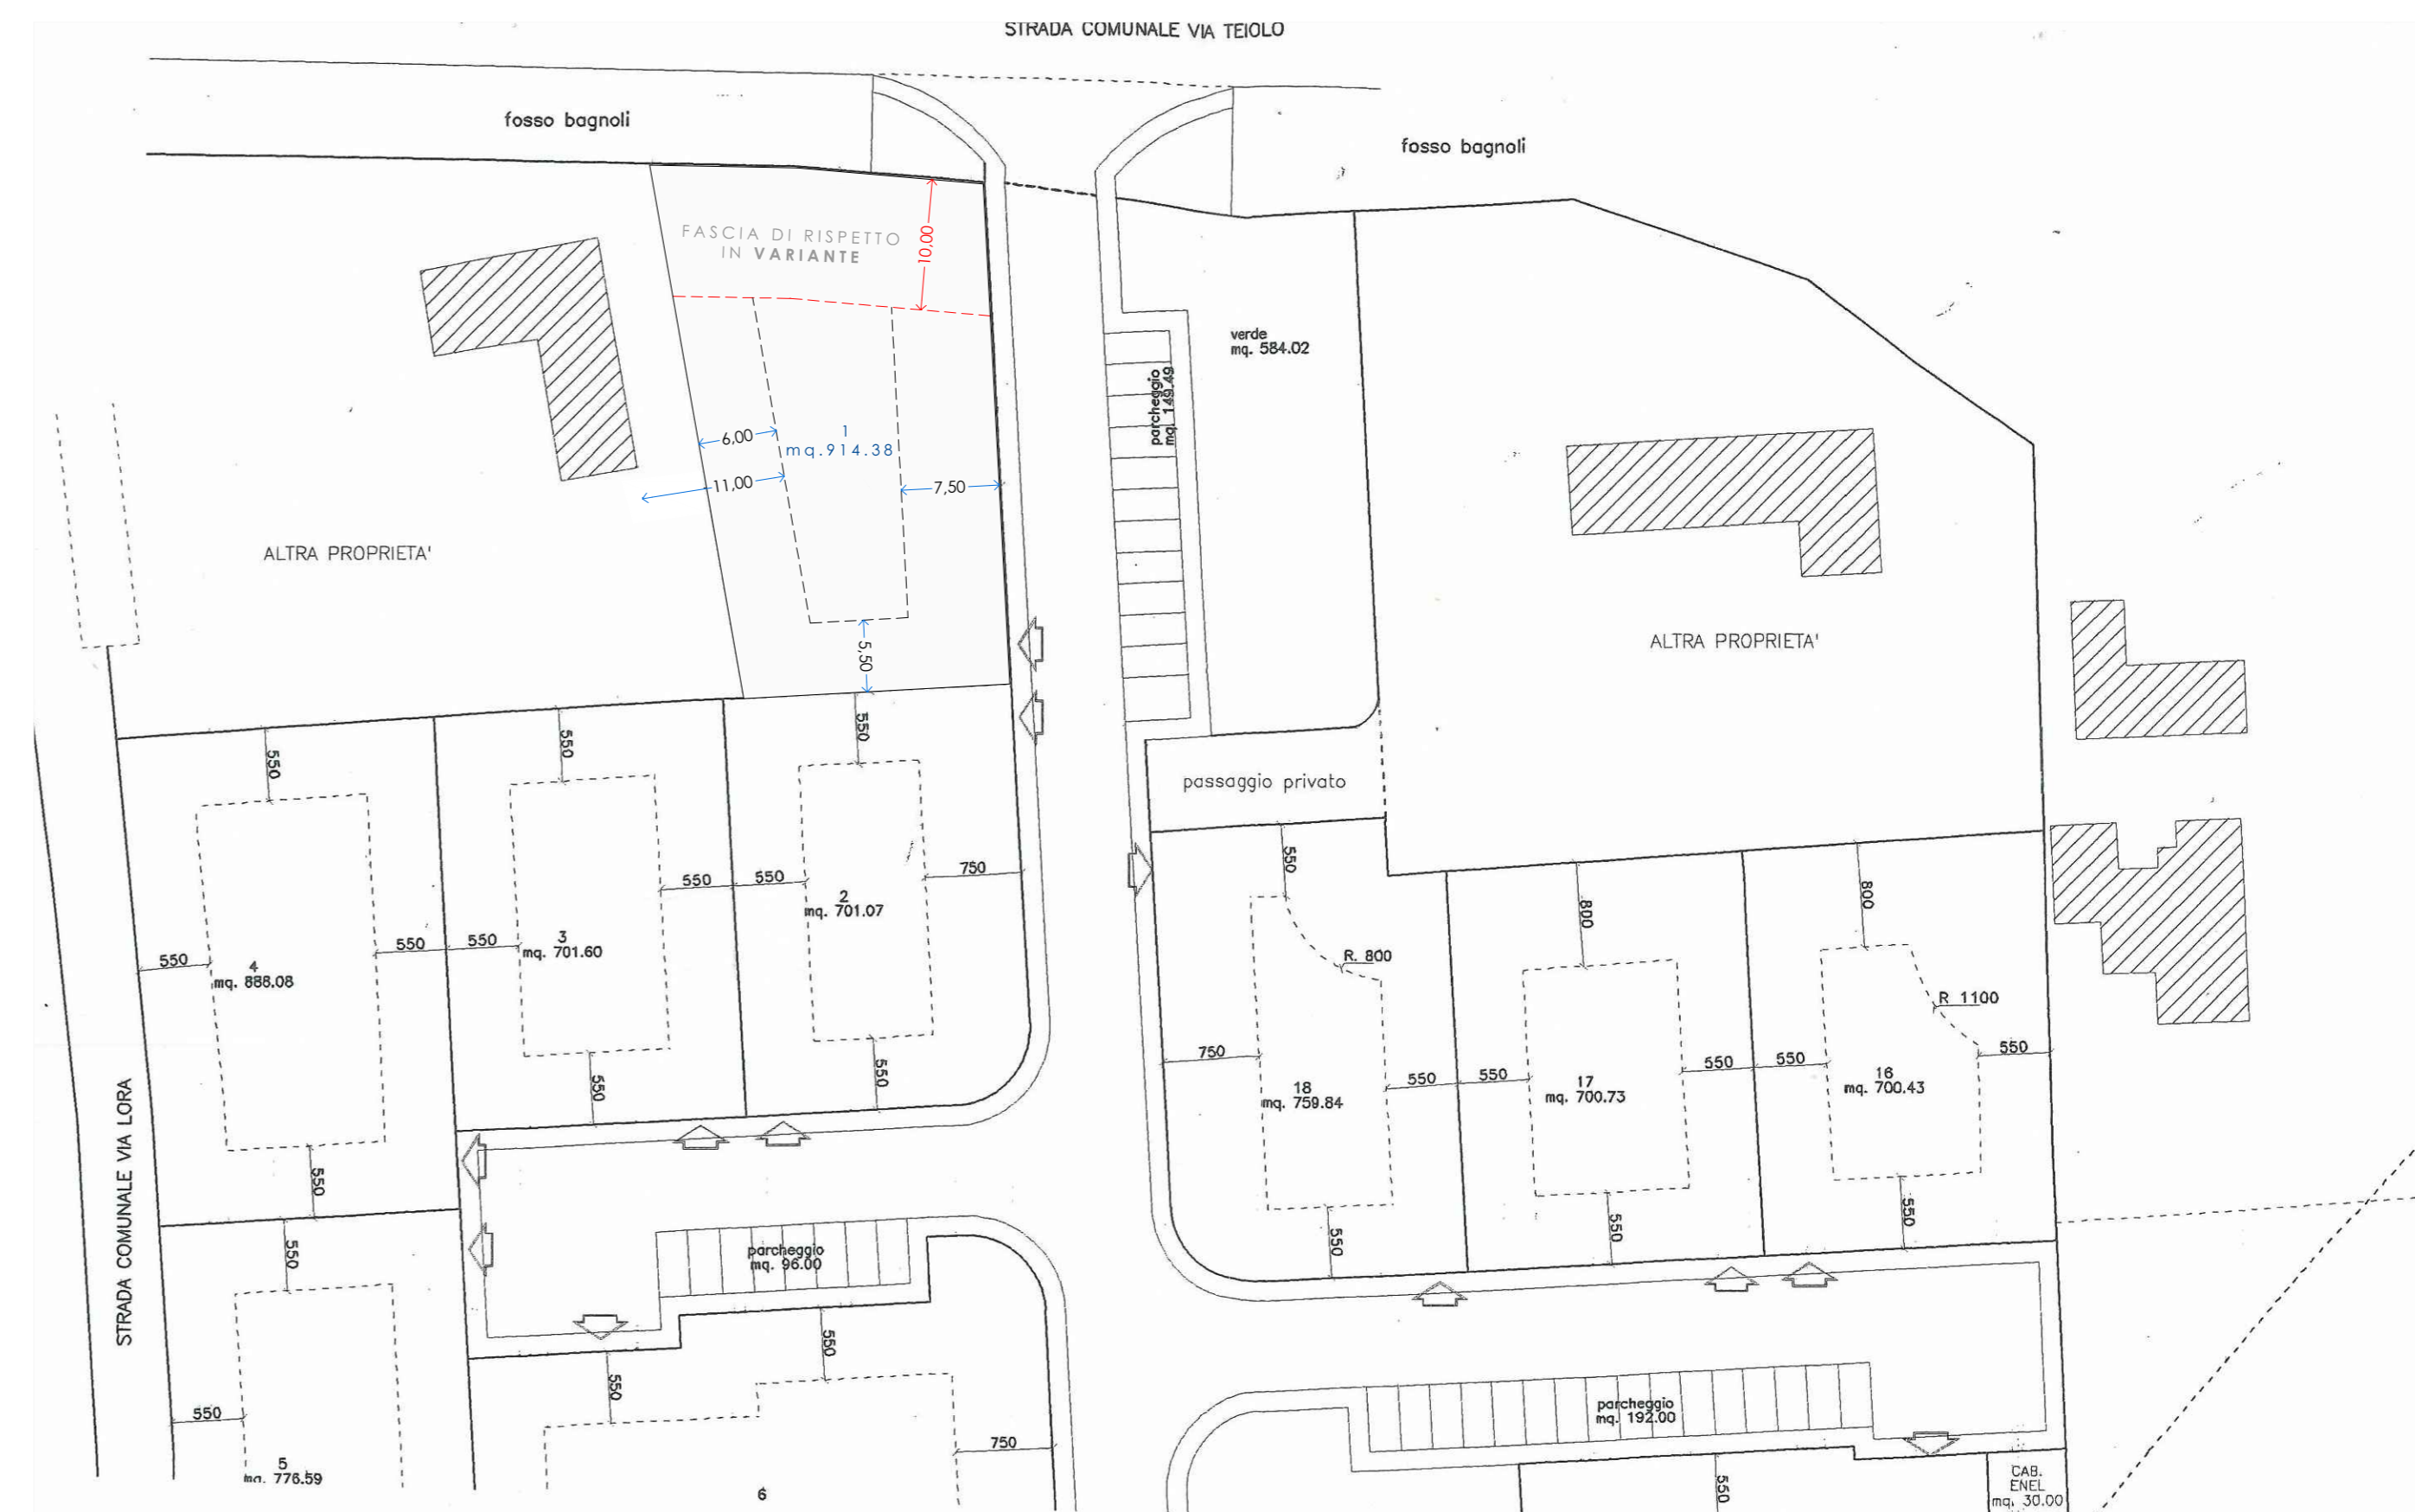 STRADA COMUNALE VIA TEIOLO
fosso bagnoli
fosso bagnoli
FASCIA DI RISPETTO
IN VARIANTE
10,00
verde
mq. 584.02
parcheggio
mq. 149.49
6,00
1
mq.914.38
11,00
7,50
ALTRA PROPRIETA'
5,50
ALTRA PROPRIETA'
550
550
550
passaggio privato
550
800
800
550
550
750
2
mq. 701.07
550
550
550
3
mq. 701.60
550
4
mq. 888.08
R. 800
R 1100
750
550
550
550
550
550
18
mq. 759.84
17
mq. 700.73
16
mq. 700.43
550
550
550
STRADA COMUNALE VIA LORA
550
550
550
550
parcheggio
mq. 96.00
550
550
550
parcheggio
mq. 192.00
750
5
mq. 776.59
6
550
CAB.
ENEL
mq. 30.00